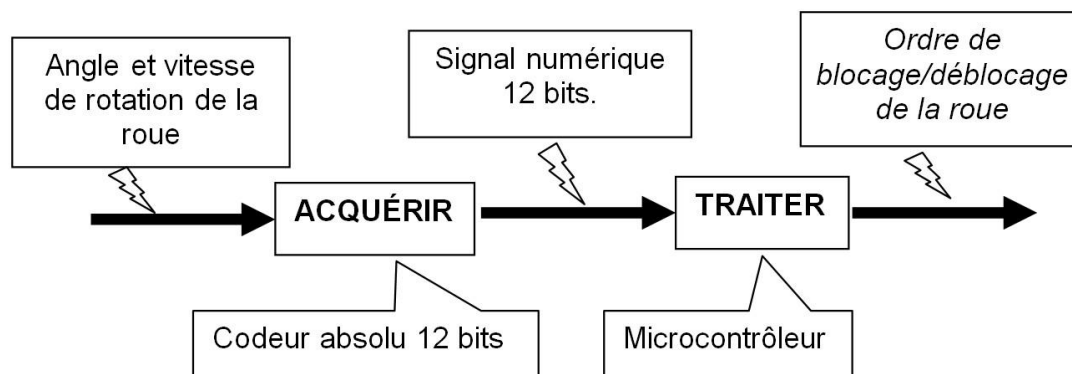 Angle et vitesse
de rotation de la
roue
Signal numérique
12 bits.
Ordre de
blocage/déblocage
de la roue
ACQUÉRIR
TRAITER
Codeur absolu 12 bits
Microcontrôleur